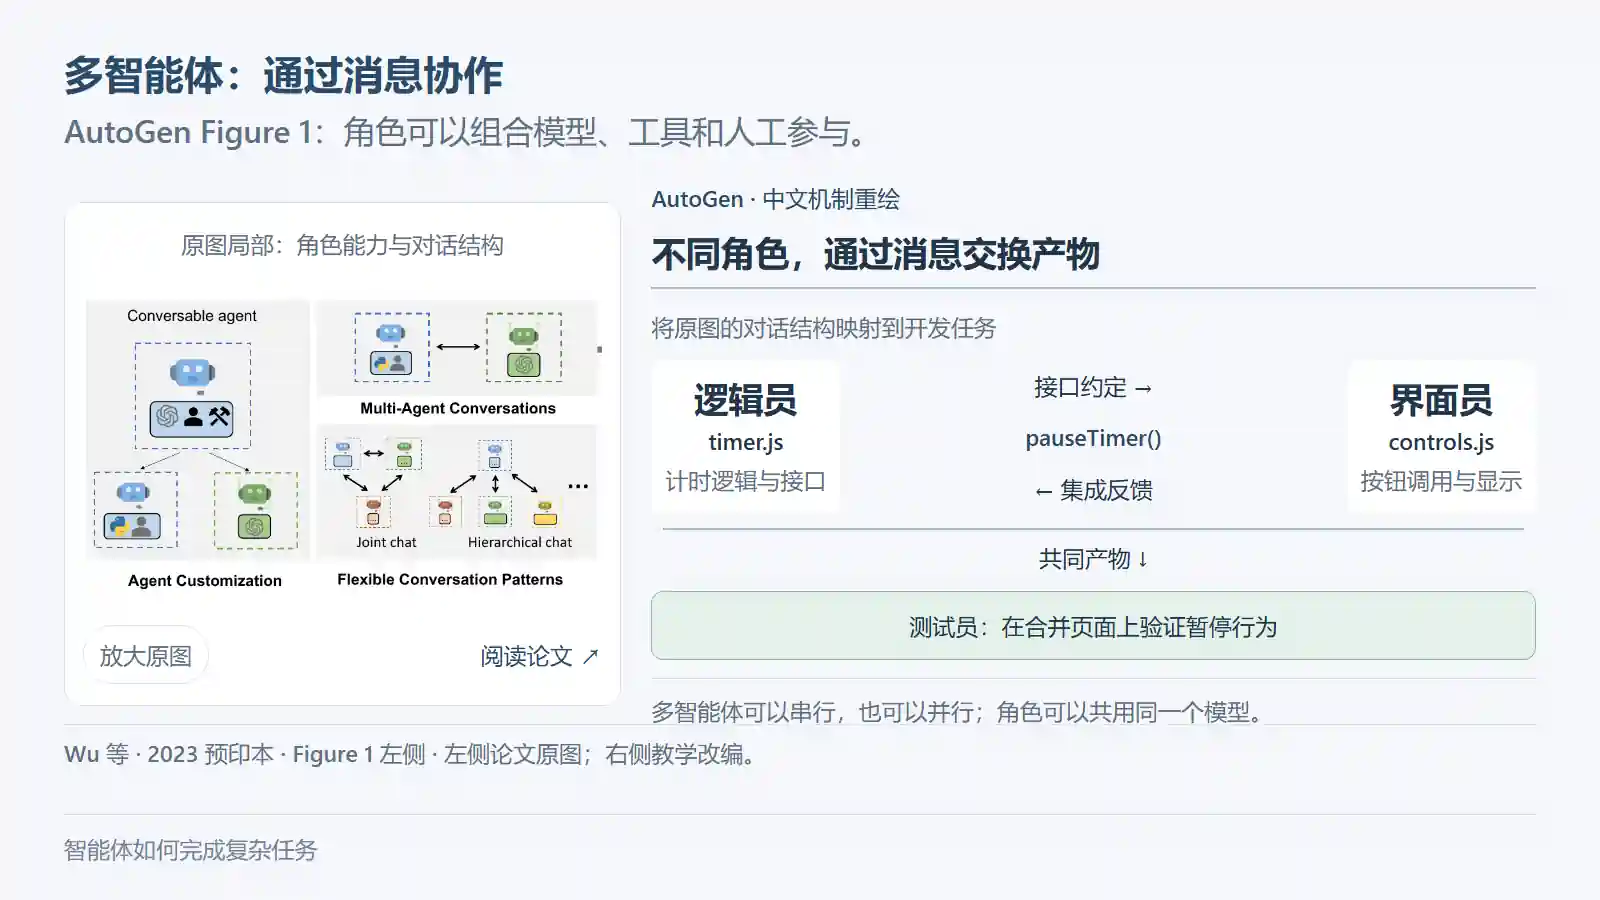 多智能体：通过消息协作
AutoGen Figure 1：角色可以组合模型、工具和人工参与。
原图局部：角色能力与对话结构
Conversable agent
Multi-Agent Conversations
Joint chat
Hierarchical chat
Agent Customization
Flexible Conversation Patterns
放大原图
阅读论文 ↗
AutoGen · 中文机制重绘
不同角色，通过消息交换产物
将原图的对话结构映射到开发任务
逻辑员
timer.js
计时逻辑与接口
接口约定 →
pauseTimer()
← 集成反馈
界面员
controls.js
按钮调用与显示
共同产物 ↓
测试员：在合并页面上验证暂停行为
多智能体可以串行，也可以并行；角色可以共用同一个模型。
Wu 等 · 2023 预印本 · Figure 1 左侧 · 左侧论文原图；右侧教学改编。
智能体如何完成复杂任务